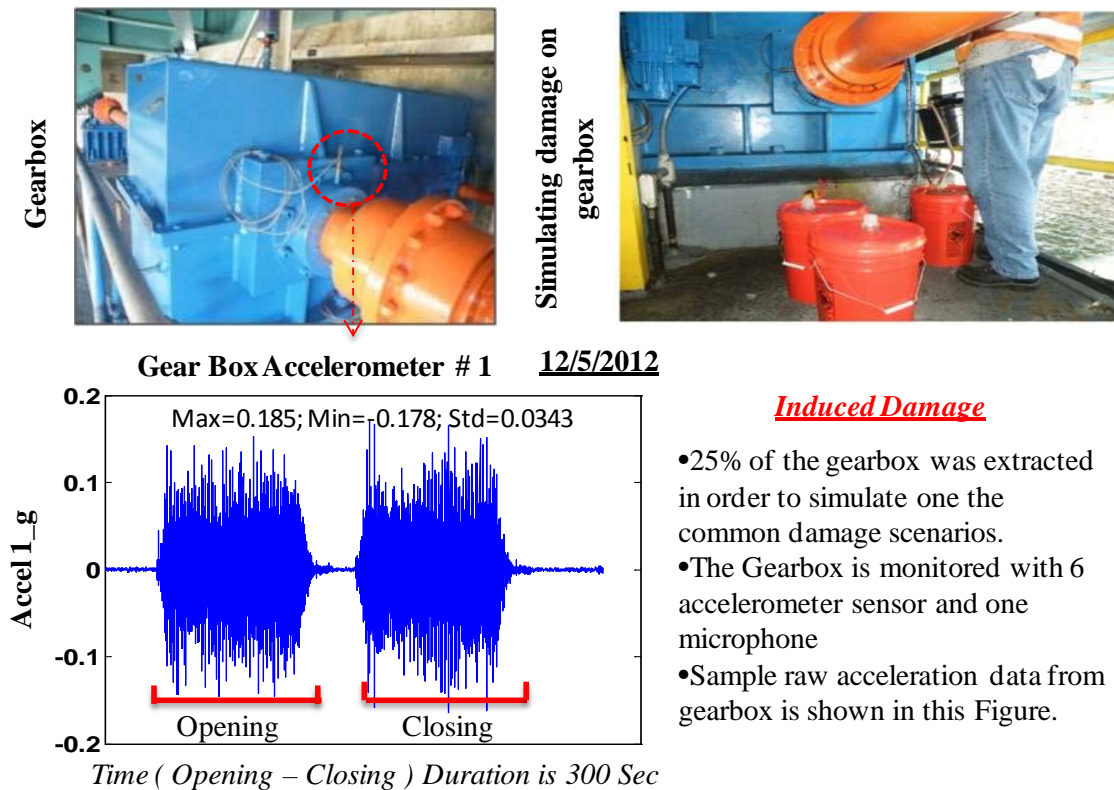 Gearbox
Simulating damage on
gearbox
Gear Box Accelerometer # 1
12/5/2012
0.2
0.1
0
-0.1
-0.2
Accel 1_g
Max=0.185; Min=-0.178; Std=0.0343
Opening
Closing
Time ( Opening – Closing ) Duration is 300 Sec
Induced Damage
•25% of the gearbox was extracted
in order to simulate one the
common damage scenarios.
•The Gearbox is monitored with 6
accelerometer sensor and one
microphone
•Sample raw acceleration data from
gearbox is shown in this Figure.